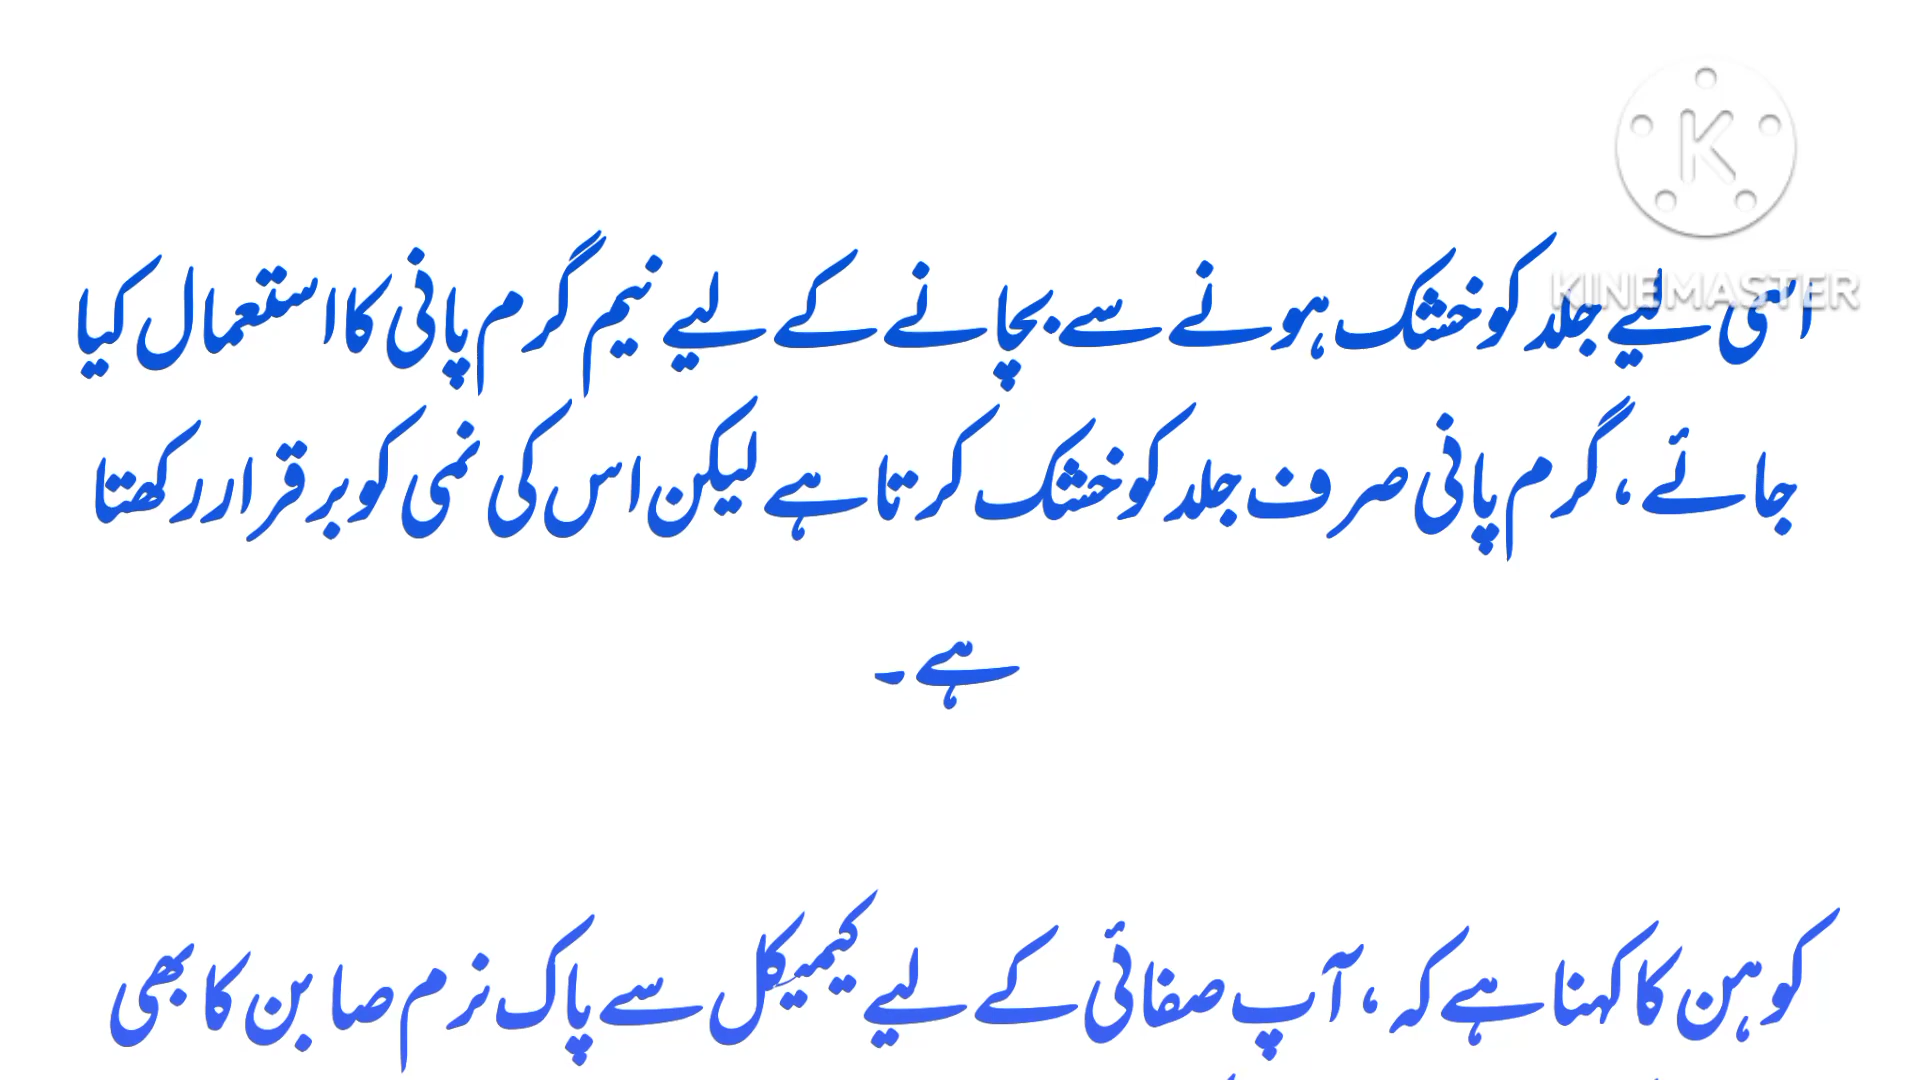 KINEMASTER
اسی لیے جلد کو خشک ہونے سے بچانے کے لیے نیم گرم پانی کا استعمال کیا
جائے ، گرم پانی صرف جلد کو خشک کرتا ہے لیکن اس کی نمی کو برقرار رکھتا
ہے ۔
کوہن کا کہنا ہے کہ ، آپ صفائی کے لیے کیمیکل سے پاک نرم صابن کا بھی